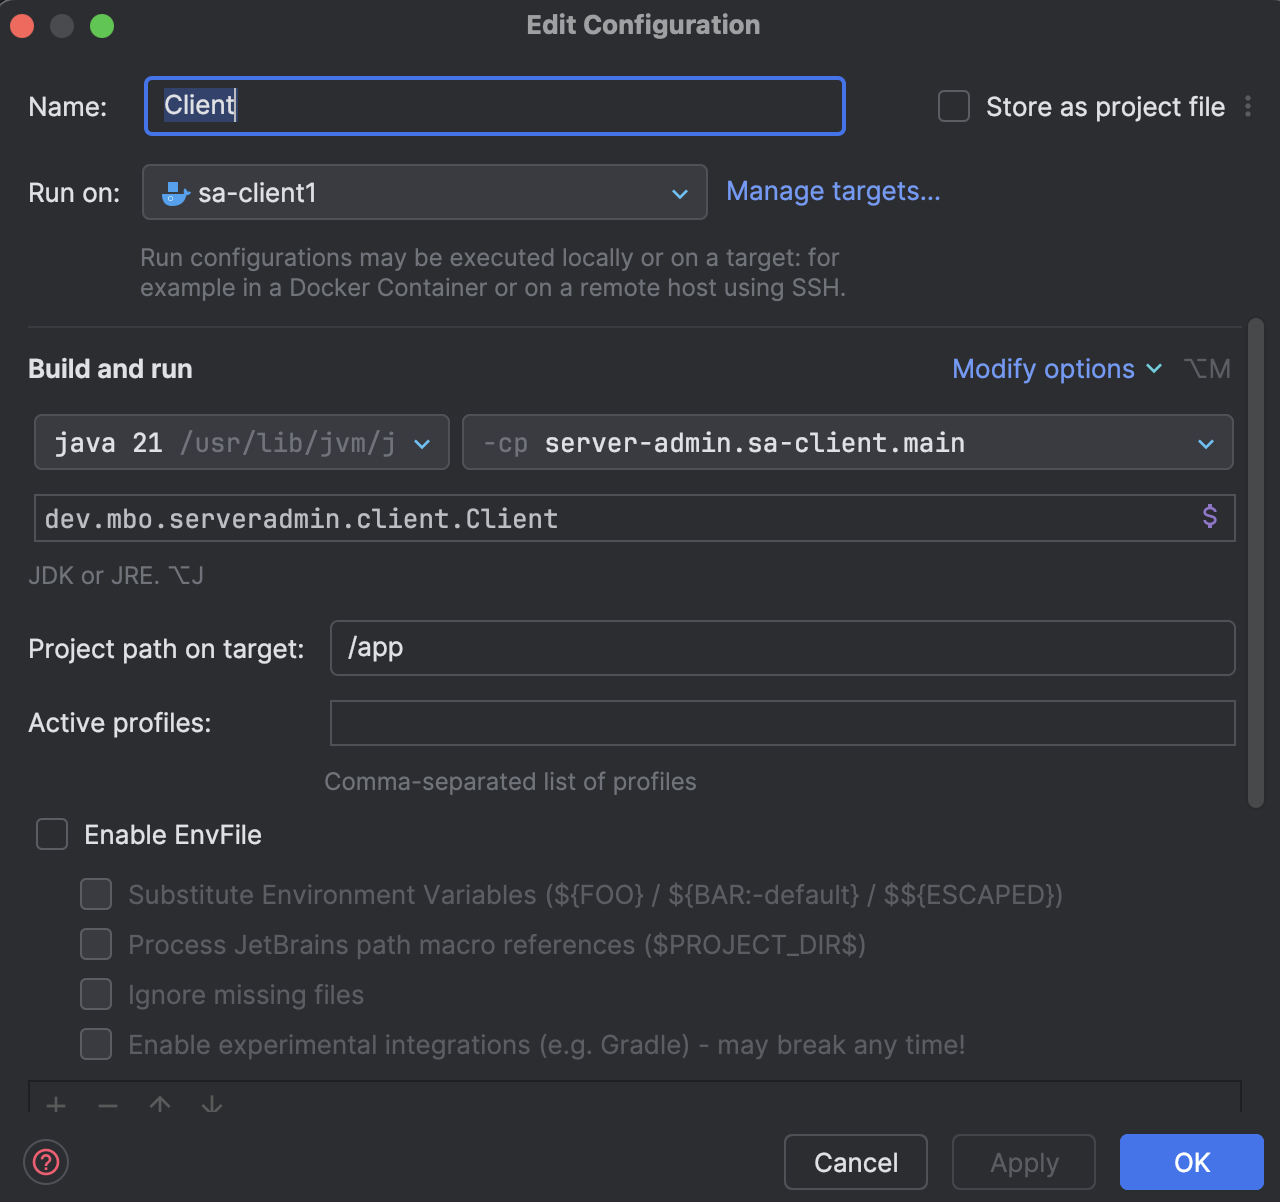 Edit Configuration
Name: Client Store as project file
Run on: sa-client1 Manage targets...
Run configurations may be executed locally or on a target: for
example in a Docker Container or on a remote host using SSH.
Build and run Modify options ⌥M
java 21 /usr/lib/jvm/j -cp server-admin.sa-client.main
dev.mbo.serveradmin.client.Client $
JDK or JRE. ⌥J
Project path on target: /app
Active profiles:
Comma-separated list of profiles
Enable EnvFile
Substitute Environment Variables (${FOO} / ${BAR:-default} / $${ESCAPED})
Process JetBrains path macro references ($PROJECT_DIR$)
Ignore missing files
Enable experimental integrations (e.g. Gradle) - may break any time!
? Cancel Apply OK